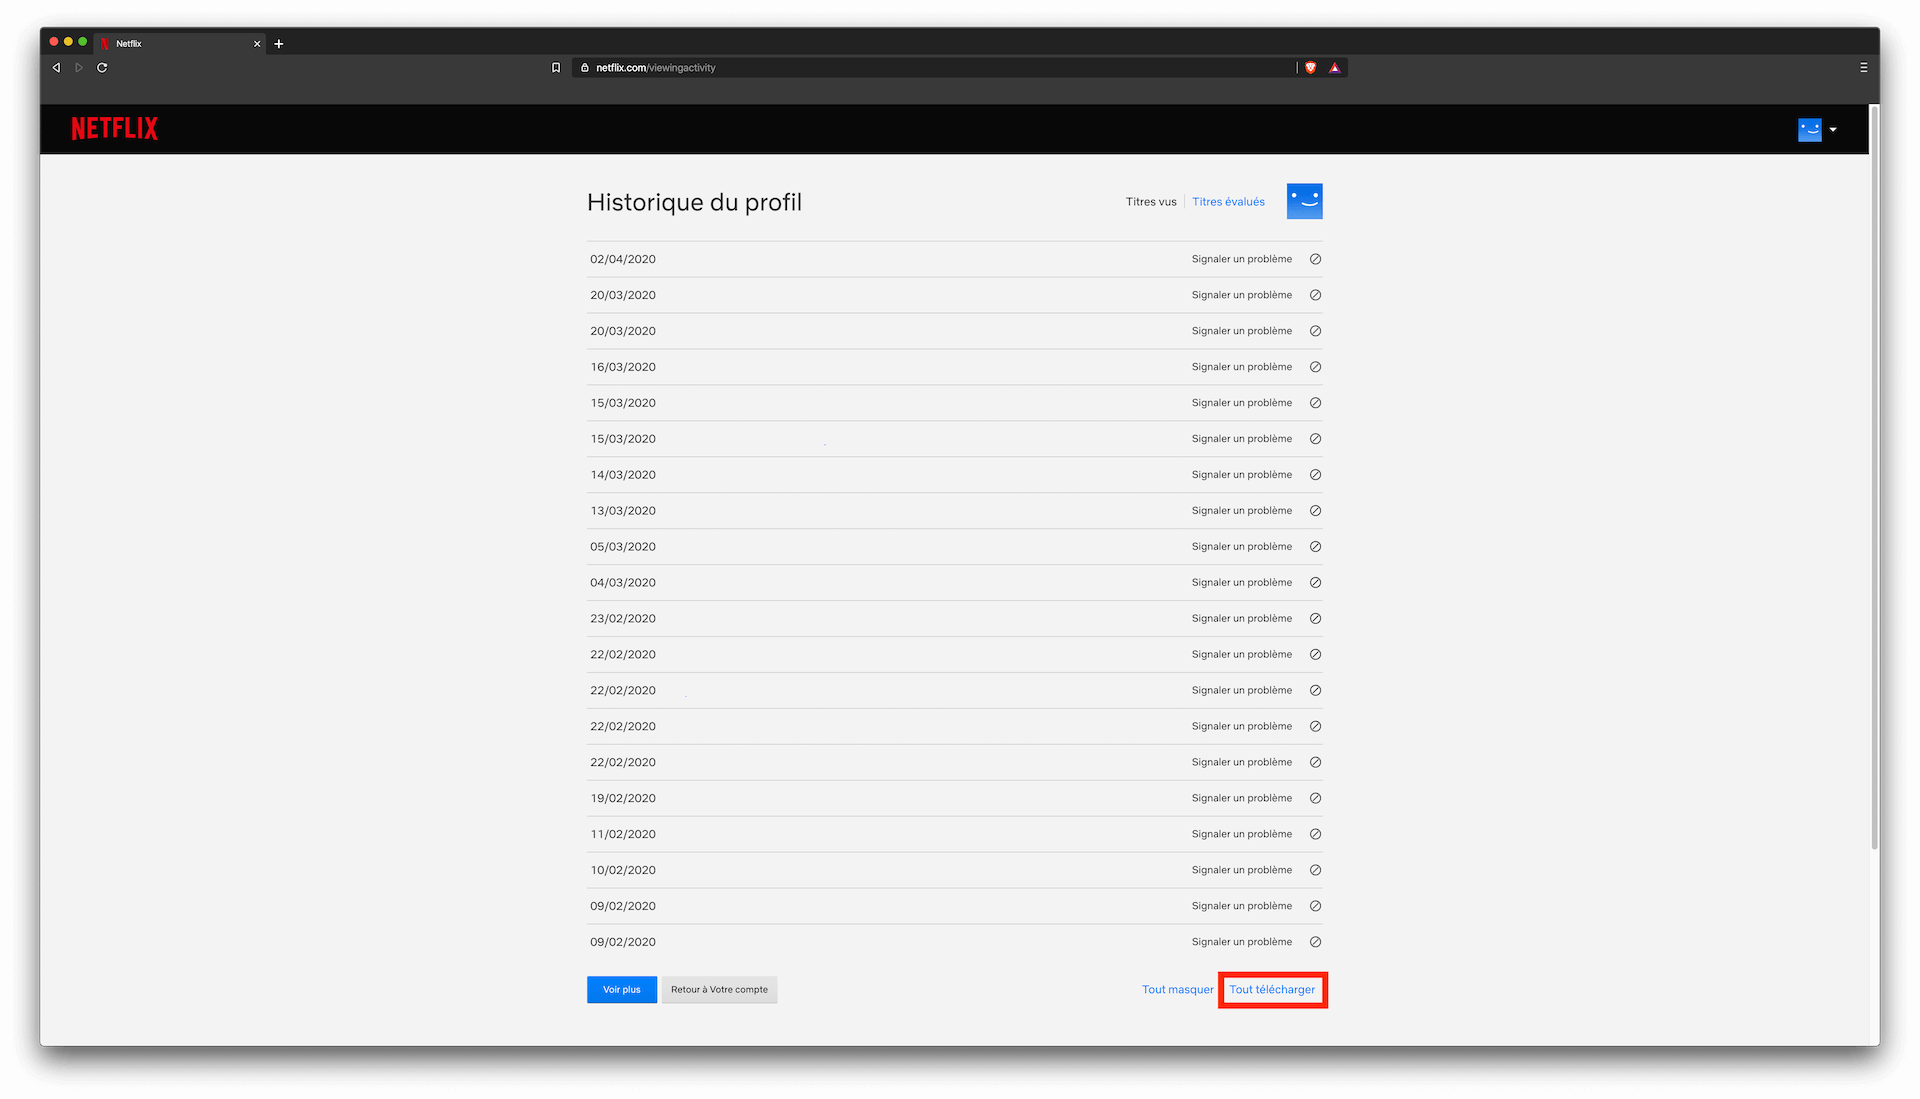 Netflix
netflix.com/viewingactivity
NETFLIX
Historique du profil
Titres vus Titres évalués
02/04/2020 Signaler un problème
20/03/2020 Signaler un problème
20/03/2020 Signaler un problème
16/03/2020 Signaler un problème
15/03/2020 Signaler un problème
15/03/2020 Signaler un problème
14/03/2020 Signaler un problème
13/03/2020 Signaler un problème
05/03/2020 Signaler un problème
04/03/2020 Signaler un problème
23/02/2020 Signaler un problème
22/02/2020 Signaler un problème
22/02/2020 Signaler un problème
22/02/2020 Signaler un problème
22/02/2020 Signaler un problème
19/02/2020 Signaler un problème
11/02/2020 Signaler un problème
10/02/2020 Signaler un problème
09/02/2020 Signaler un problème
09/02/2020 Signaler un problème
Voir plus Retour à Votre compte Tout masquer Tout télécharger